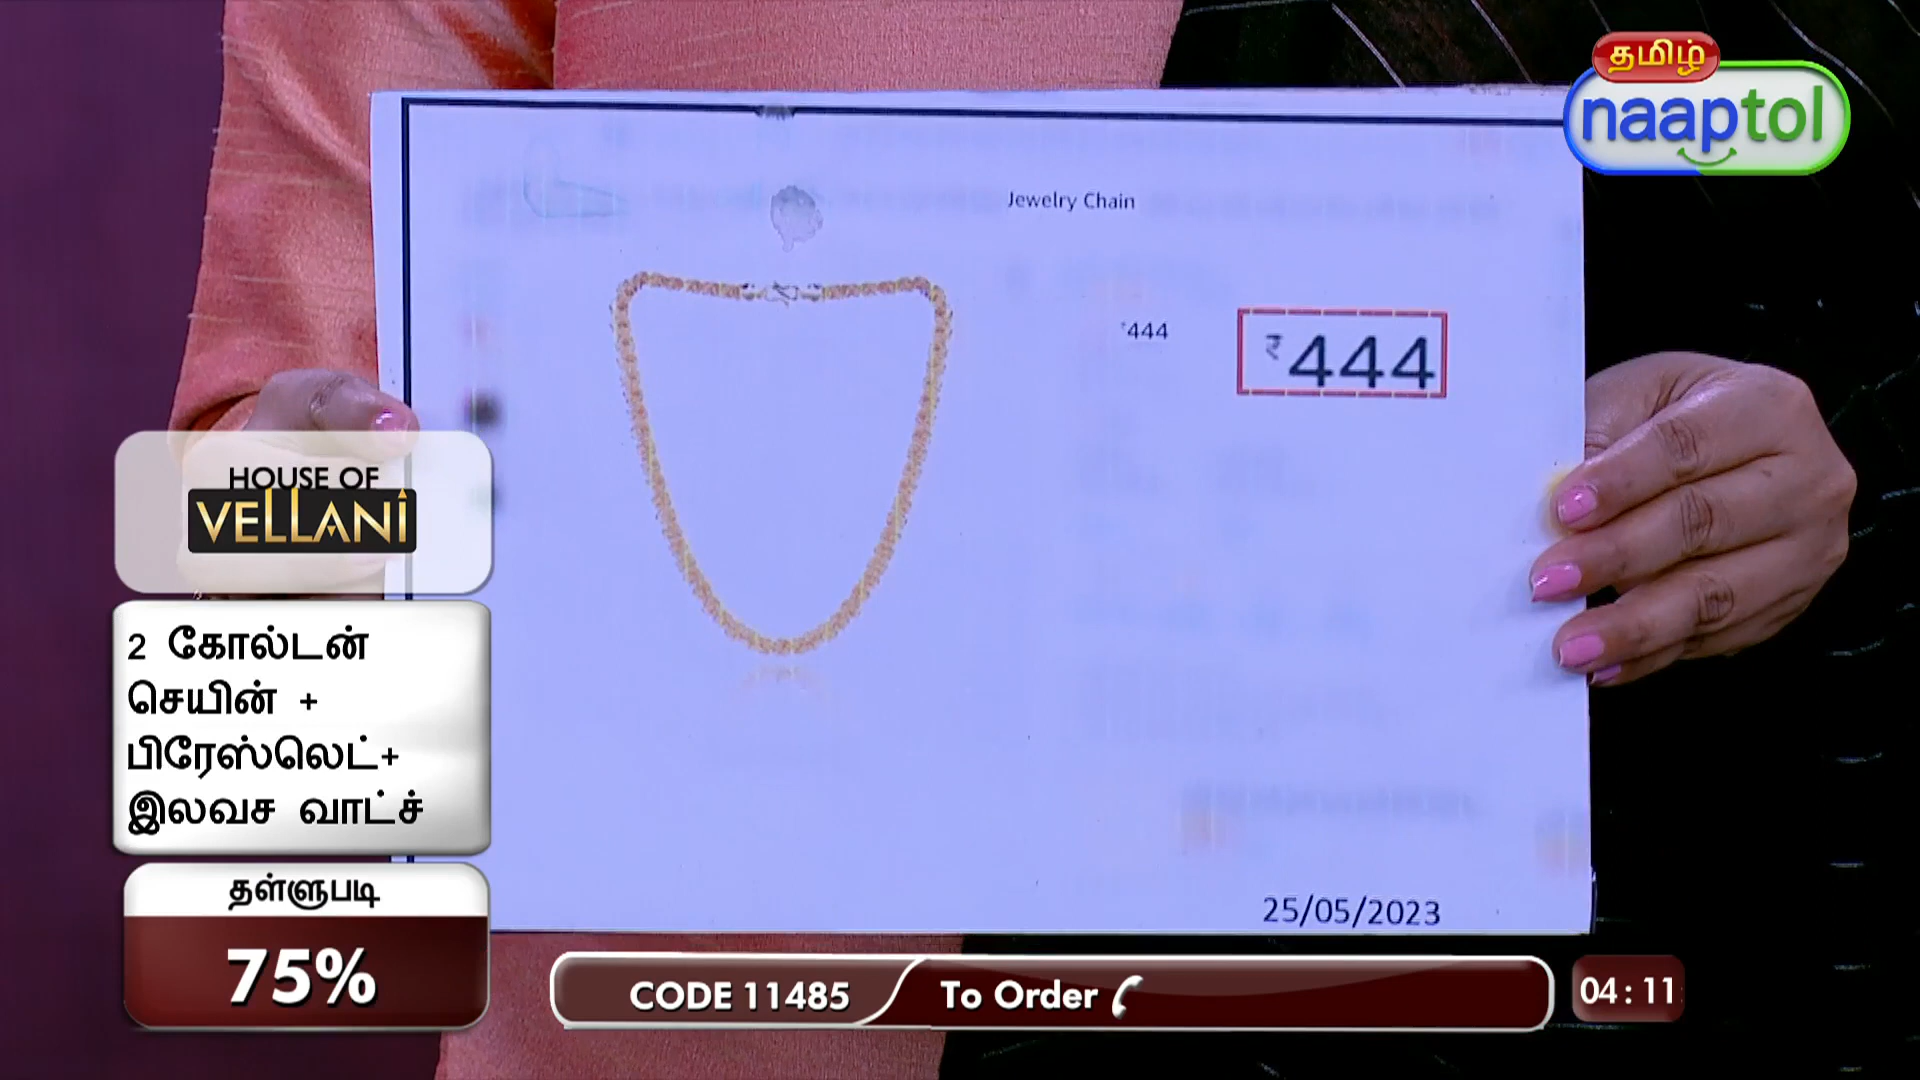 தமிழ்
naaptol
Jewelry Chain
₹444
₹444
HOUSE OF
VELLANI
2 கோல்டன்
செயின் +
பிரேஸ்லெட்+
இலவச வாட்ச்
தள்ளுபடி
75%
25/05/2023
CODE 11485
To Order
04:11